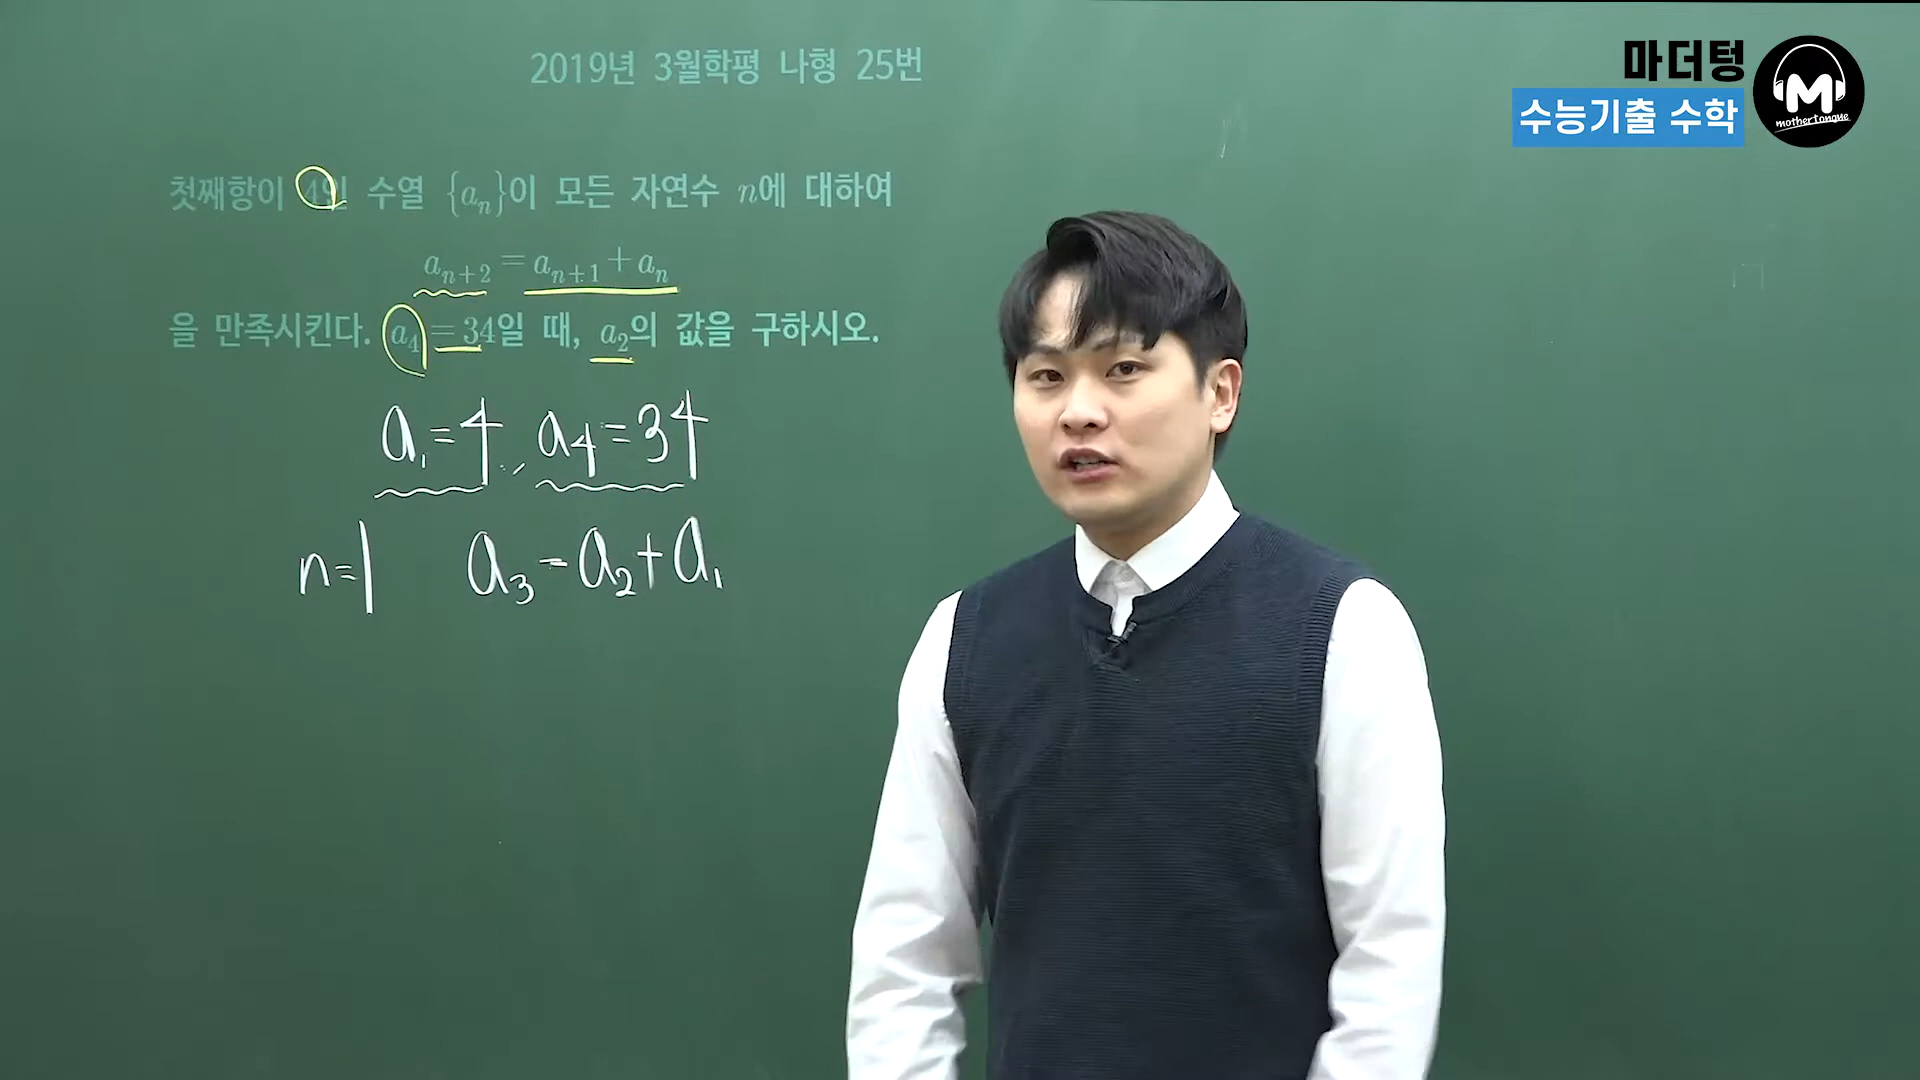 2019년 3월학평 나형 25번
마더텅
수능기출 수학
mothertongue
첫째항이 4인 수열 {aₙ}이 모든 자연수 n에 대하여
aₙ₊₂ = aₙ₊₁ + aₙ
을 만족시킨다. a₄ = 34일 때, a₂의 값을 구하시오.
a₁=4, a₄=34
n=1 a₃=a₂+a₁